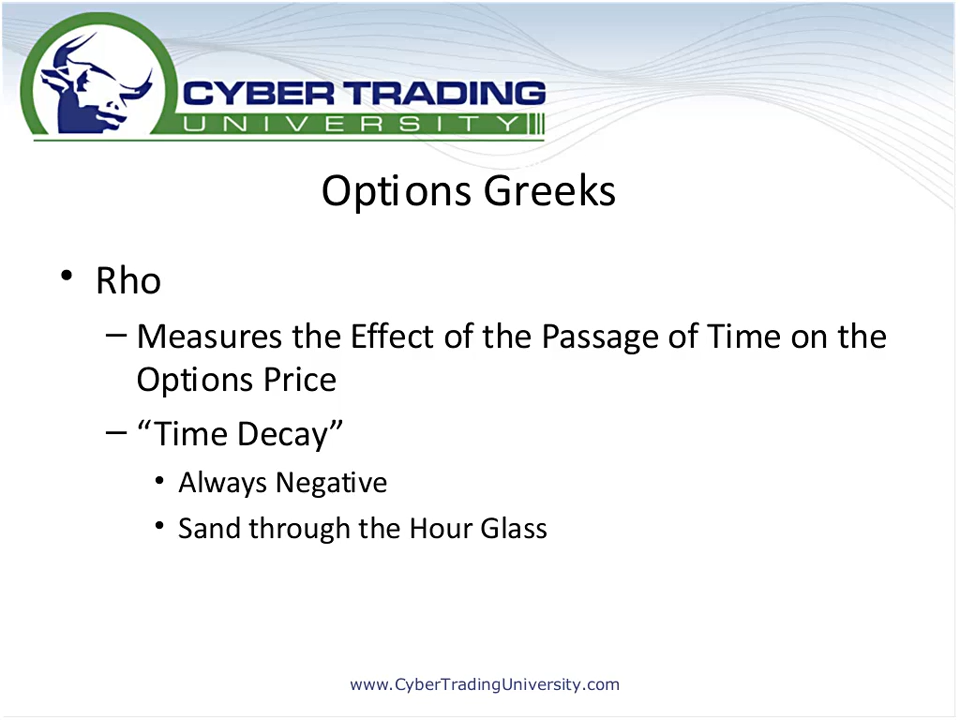 CYBER TRADING
UNIVERSITY
Options Greeks
• Rho
– Measures the Effect of the Passage of Time on the
Options Price
– “Time Decay”
• Always Negative
• Sand through the Hour Glass
www.CyberTradingUniversity.com